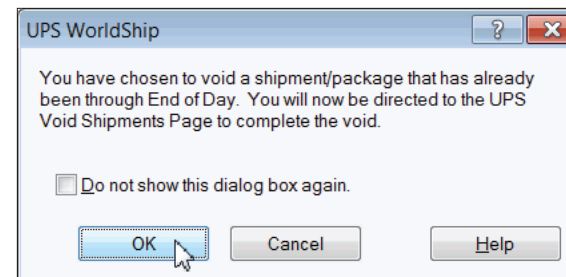 UPS WorldShip
You have chosen to void a shipment/package that has already
been through End of Day.  You will now be directed to the UPS
Void Shipments Page to complete the void.
Do not show this dialog box again.
OK
Cancel
Help